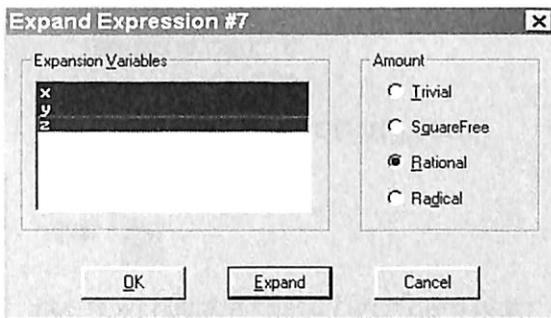 Expand Expression #7
Expansion Variables
x
y
z
Amount
Trivial
SquareFree
Rational
Radical
OK
Expand
Cancel